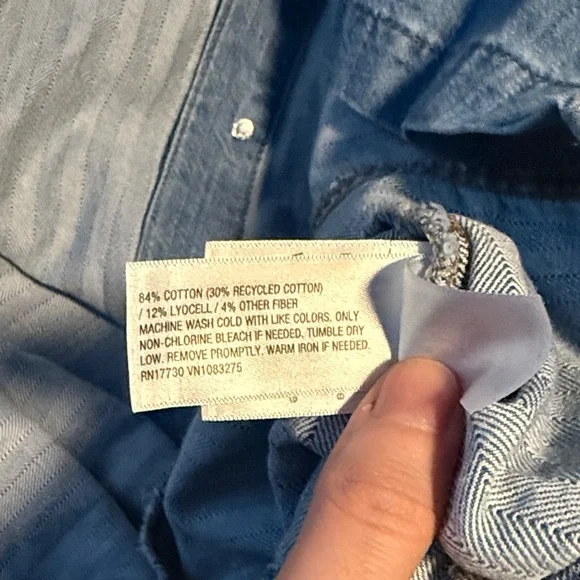 84% COTTON (30% RECYCLED COTTON)
/ 12% LYOCELL / 4% OTHER FIBER
MACHINE WASH COLD WITH LIKE COLORS. ONLY
NON-CHLORINE BLEACH IF NEEDED. TUMBLE DRY
LOW. REMOVE PROMPTLY. WARM IRON IF NEEDED.
RN17730 VN1083275